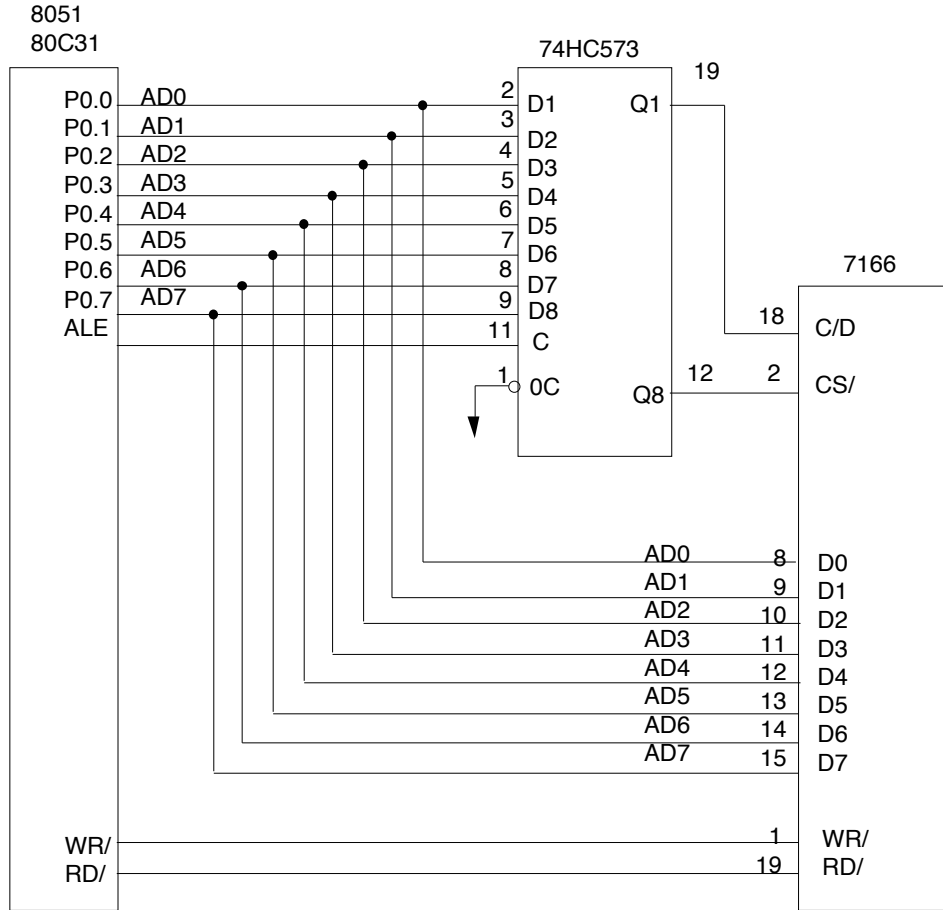 8051
80C31
74HC573
7166
P0.0
P0.1
P0.2
P0.3
P0.4
P0.5
P0.6
P0.7
ALE
WR/
RD/
AD0
AD1
AD2
AD3
AD4
AD5
AD6
AD7
2
3
4
5
6
7
8
9
11
1
D1
D2
D3
D4
D5
D6
D7
D8
C
0C
Q1
Q8
19
12
18
2
C/D
CS/
AD0
AD1
AD2
AD3
AD4
AD5
AD6
AD7
8
9
10
11
12
13
14
15
1
19
D0
D1
D2
D3
D4
D5
D6
D7
WR/
RD/